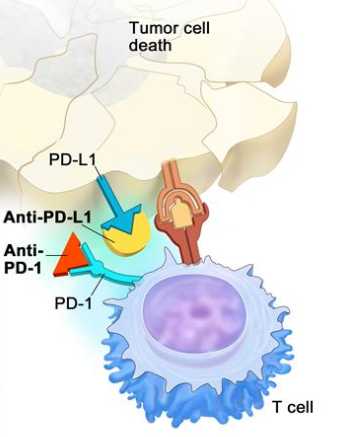 Tumor cell
death
PD-L1
Anti-PD-L1
Anti-
PD-1
PD-1
T cell